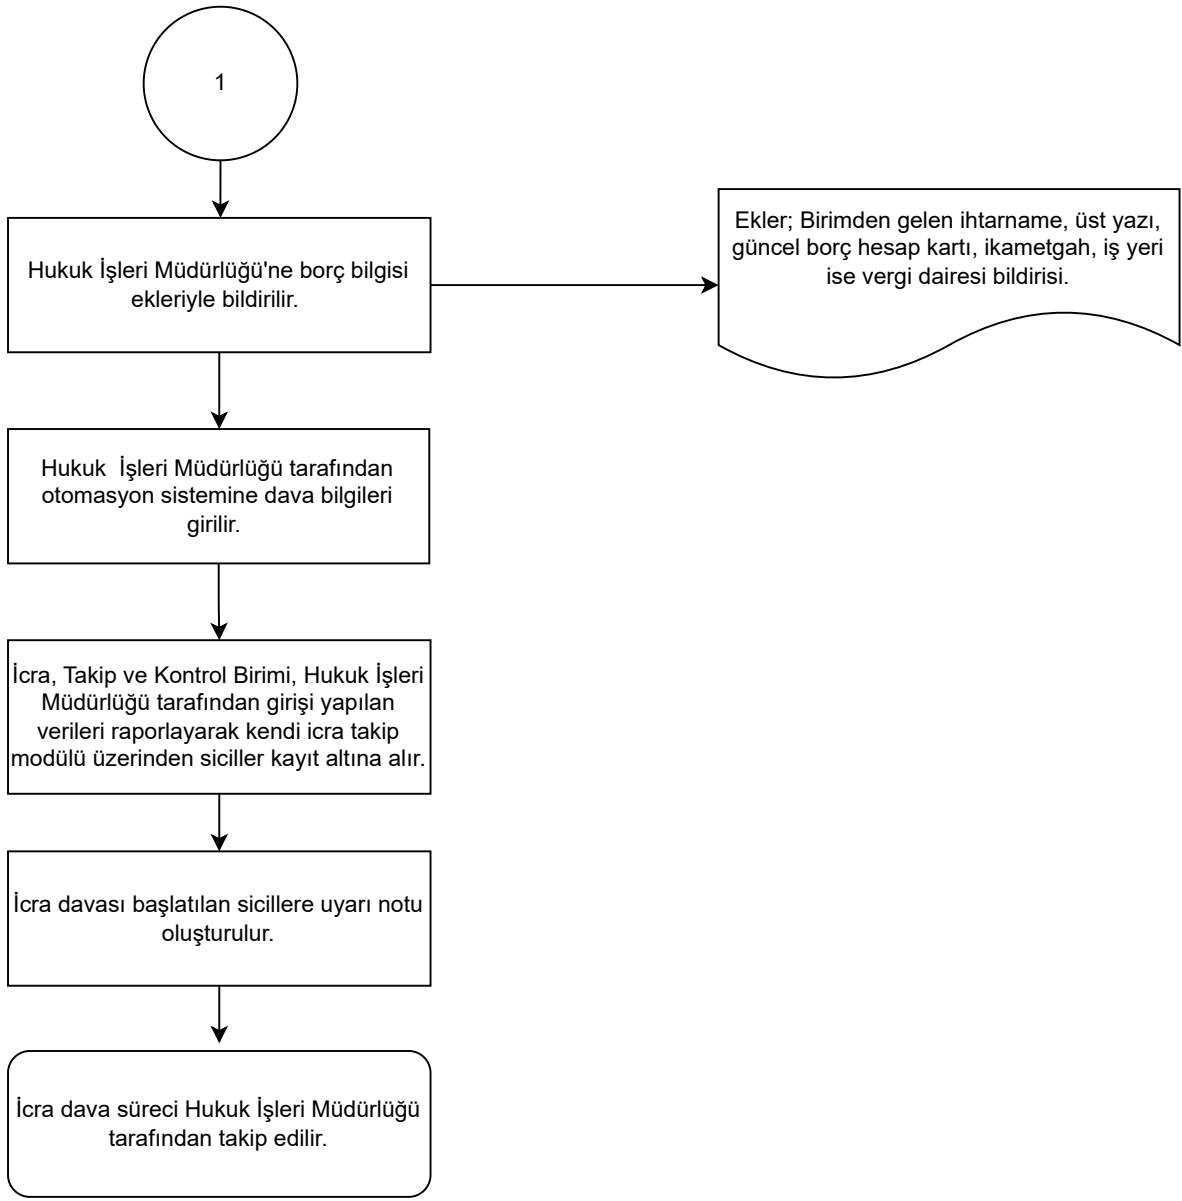 1
Hukuk İşleri Müdürlüğü'ne borç bilgisi
ekleriyle bildirilir.
Ekler; Birimden gelen ihtarname, üst yazı,
güncel borç hesap kartı, ikametgah, iş yeri
ise vergi dairesi bildirisi.
Hukuk  İşleri Müdürlüğü tarafından
otomasyon sistemine dava bilgileri
girilir.
İcra, Takip ve Kontrol Birimi, Hukuk İşleri
Müdürlüğü tarafından girişi yapılan
verileri raporlayarak kendi icra takip
modülü üzerinden siciller kayıt altına alır.
İcra davası başlatılan sicillere uyarı notu
oluşturulur.
İcra dava süreci Hukuk İşleri Müdürlüğü
tarafından takip edilir.